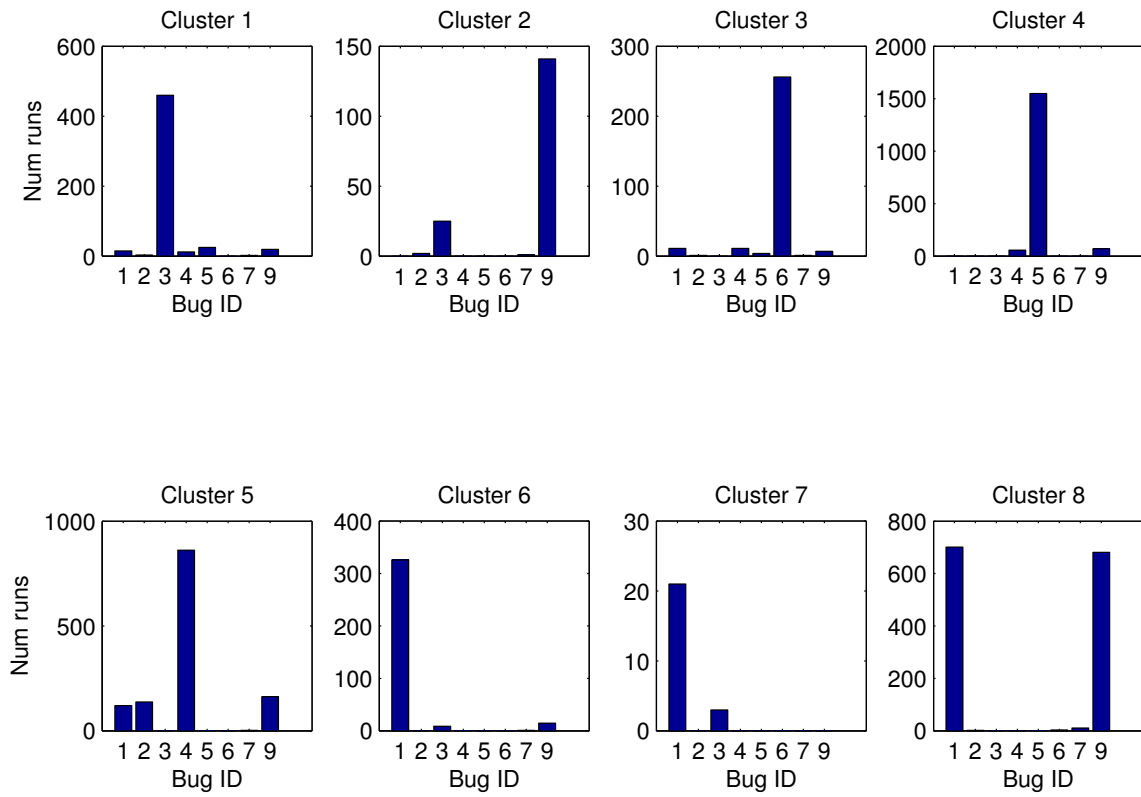 Cluster 1
Cluster 2
Cluster 3
Cluster 4
600
400
200
0
Num runs
1 2 3 4 5 6 7 9
Bug ID
150
100
50
0
1 2 3 4 5 6 7 9
Bug ID
300
200
100
0
1 2 3 4 5 6 7 9
Bug ID
2000
1500
1000
500
0
1 2 3 4 5 6 7 9
Bug ID
Cluster 5
Cluster 6
Cluster 7
Cluster 8
1000
500
0
Num runs
1 2 3 4 5 6 7 9
Bug ID
400
300
200
100
0
1 2 3 4 5 6 7 9
Bug ID
30
20
10
0
1 2 3 4 5 6 7 9
Bug ID
800
600
400
200
0
1 2 3 4 5 6 7 9
Bug ID